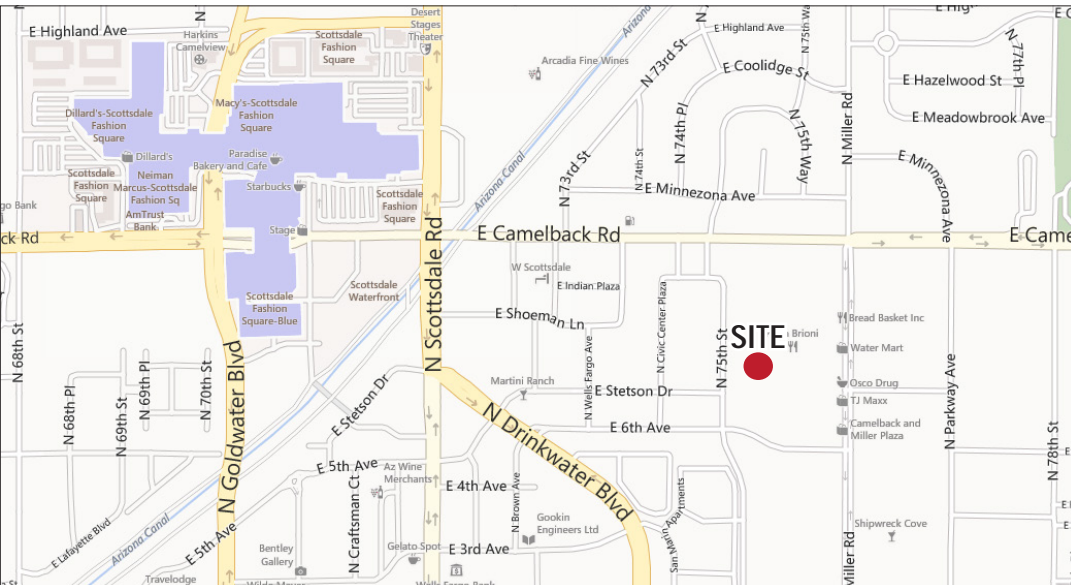 E Highland Ave
Harkins
Camelview
Scottsdale
Fashion
Square
Desert
Stages
Theater
Arizona
N
N
E Highland Ave
N 75th Wa
E High
E C
N 73rd St
Arcadia Fine Wines
E Coolidge St
N 77th Pl
E Hazelwood St
E Meadowbrook Ave
Macy's-Scottsdale
Fashion
Square
Dillard's-Scottsdale
Fashion
Square
N 74th Pl
N 75th Way
N Miller Rd
Dillard's
Paradise
Bakery and Cafe
Arizona Canal
N 73rd St
N 74th St
E Minnezona Ave
Scottsdale
Fashion
Square
Neiman
Marcus-Scottsdale
Fashion Sq
Starbucks
Scottsdale
Fashion
Square
E Minnezona Ave
go Bank
AmTrust
Bank
Stage
ck Rd
E Camelback Rd
E Came
N Scottsdale Rd
W Scottsdale
E Indian Plaza
Scottsdale
Waterfront
Scottsdale
Fashion
Square-Blue
E Shoeman Ln
N Civic Center Plaza
N 75th St
SITE
Brioni
Bread Basket Inc
Water Mart
N 68th St
N 68th Pl
N 69th St
N 69th Pl
N 70th St
N Goldwater Blvd
E Stetson Dr
Martini Ranch
N Wells Fargo Ave
E Stetson Dr
Osco Drug
TJ Maxx
N Parkway Ave
N Drinkwater Blvd
E 6th Ave
Camelback and
Miller Plaza
N 78th St
E 5th Ave
Az Wine
Merchants
E 4th Ave
N Brown Ave
San Marin Apartments
E Lafayette Blvd
Arizona Canal
E 5th Ave
N Craftsman Ct
Gookin
Engineers Ltd
Shipwreck Cove
Bentley
Gallery
Gelato Spot
E 3rd Ave
Miller Rd
Travelodge
Wells Fargo Bank